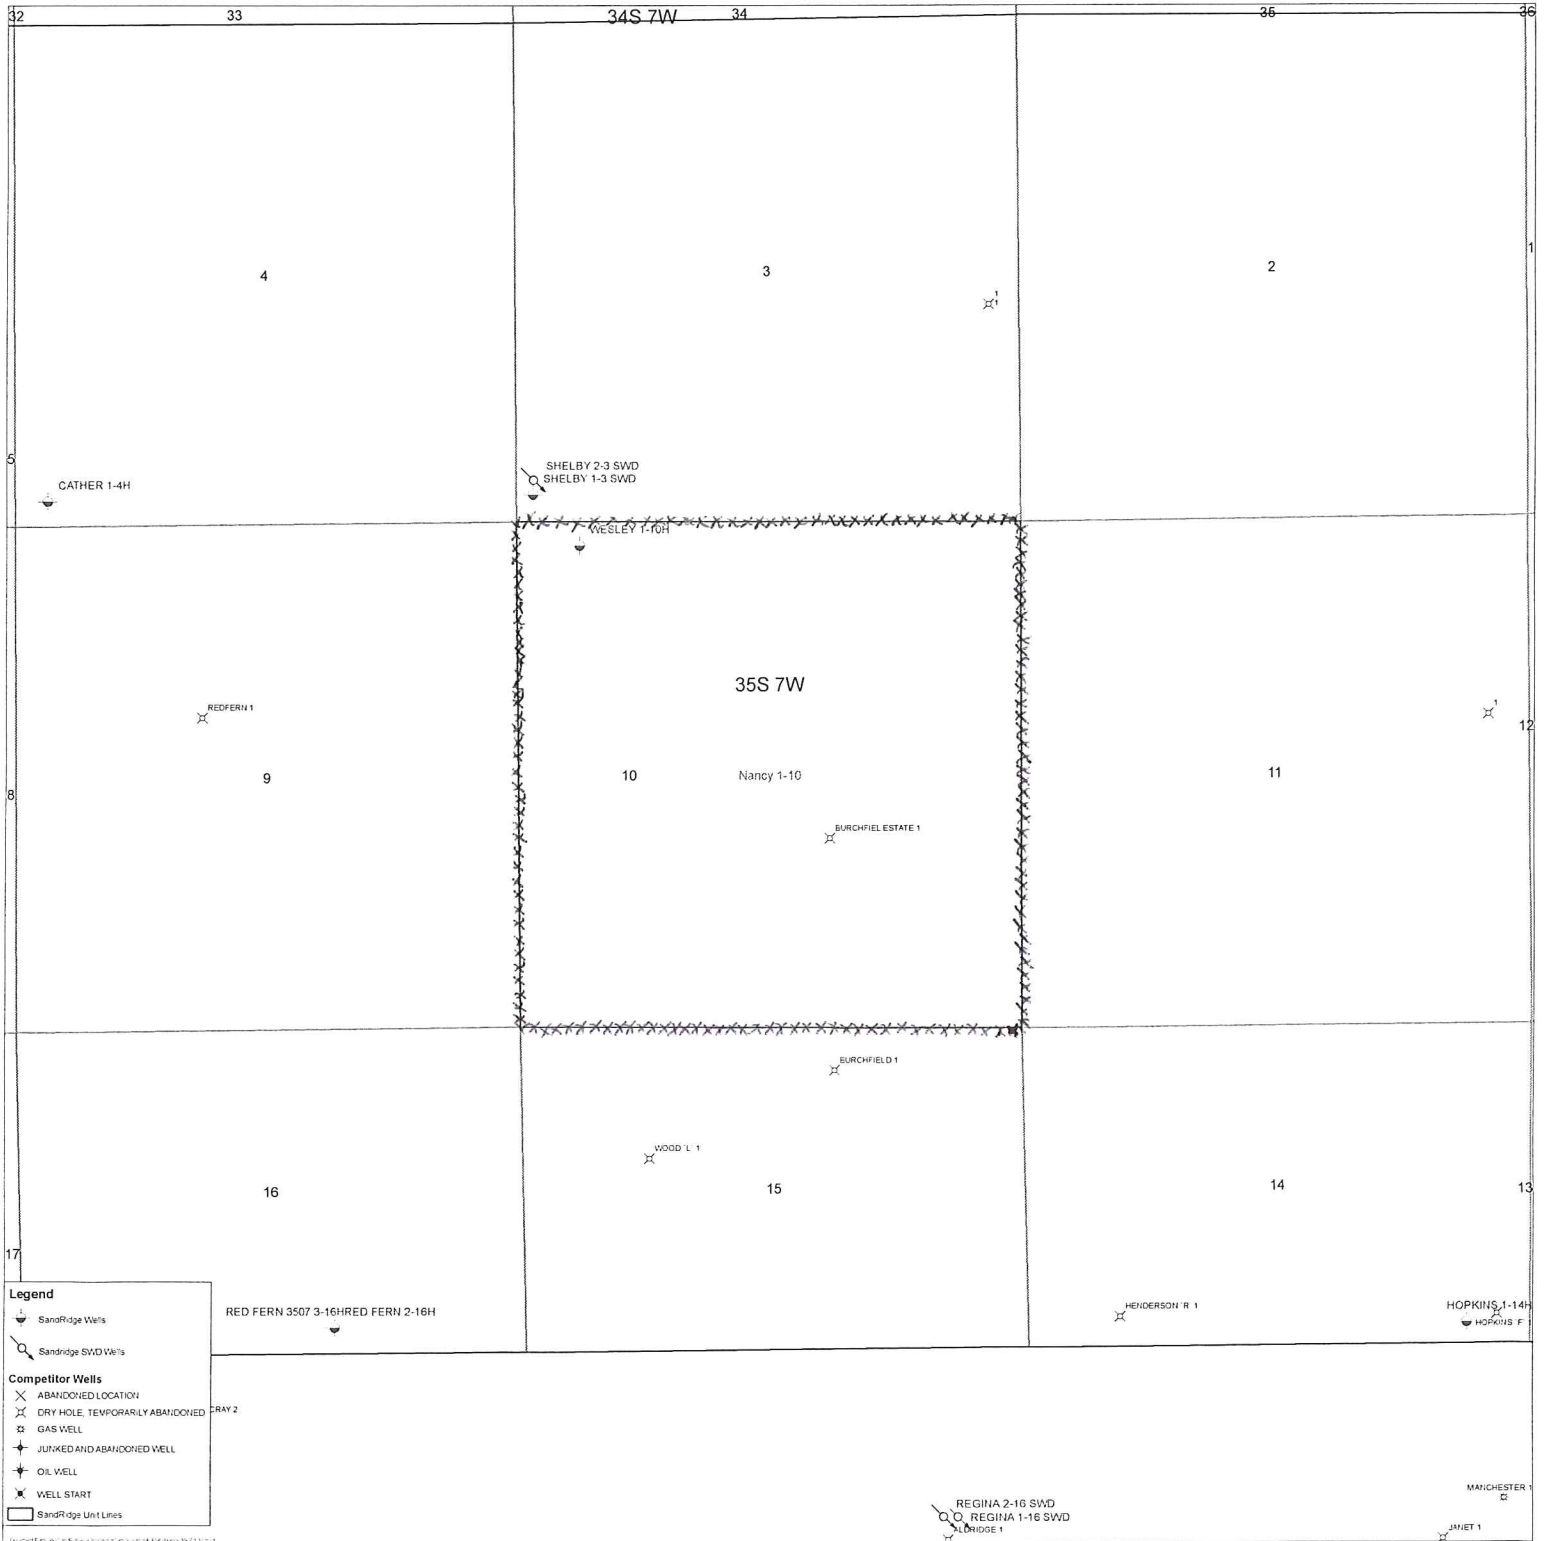 32
33
34S 7W
34
35
36
4
3
2
1
1
1
5
CATHER 1-4H
SHELBY 2-3 SWD
SHELBY 1-3 SWD
WESLEY 1-10H
35S 7W
REDFERN 1
1
12
9
10
Nancy 1-10
11
8
BURCHFIEL ESTATE 1
BURCHFIELD 1
WOOD 'L' 1
16
15
14
13
17
Legend
SandRidge Wells
Sandridge SWD Wells
Competitor Wells
ABANDONED LOCATION
DRY HOLE, TEMPORARILY ABANDONED
GAS WELL
JUNKED AND ABANDONED WELL
OIL WELL
WELL START
SandRidge Unit Lines
RED FERN 3507 3-16HRED FERN 2-16H
HENDERSON 'R' 1
HOPKINS 1-14H
HOPKINS 'F' 1
CRAY 2
MANCHESTER 1
REGINA 2-16 SWD
REGINA 1-16 SWD
ALDRIDGE 1
JANET 1